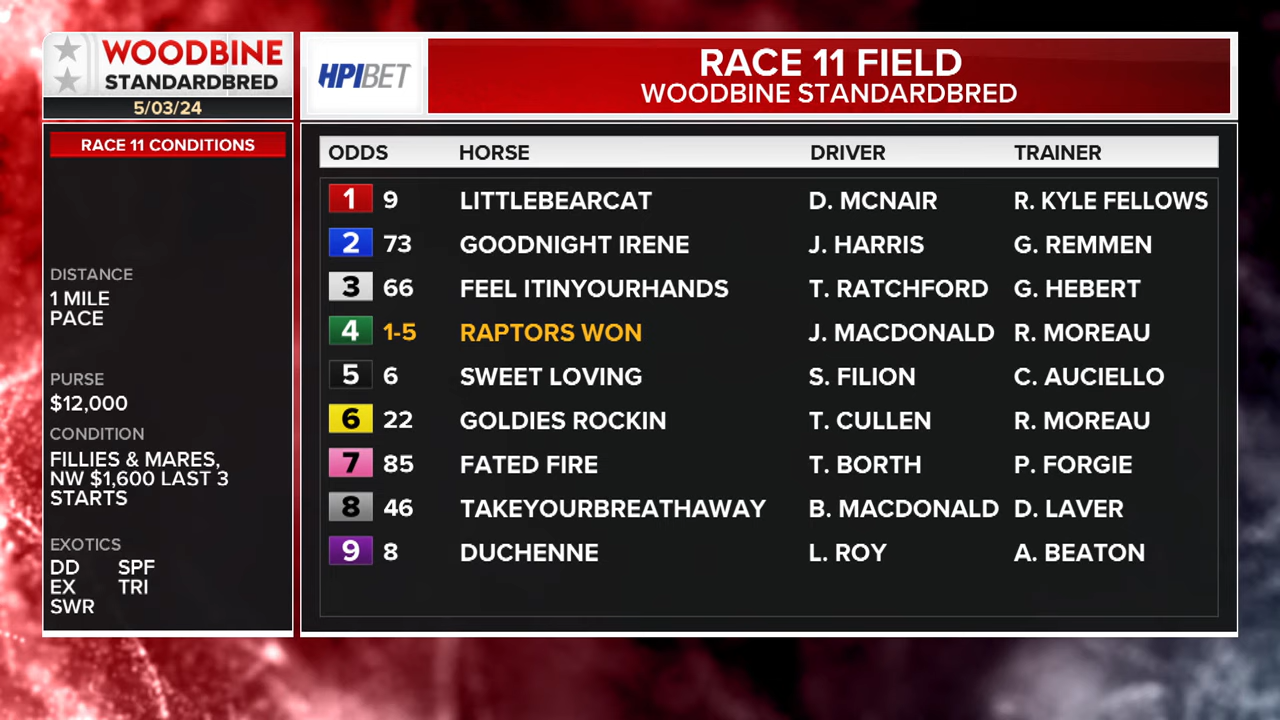 WOODBINE
STANDARDBRED
5/03/24
HPIBET
RACE 11 FIELD
WOODBINE STANDARDBRED
RACE 11 CONDITIONS
DISTANCE
1 MILE
PACE
PURSE
$12,000
CONDITION
FILLIES & MARES,
NW $1,600 LAST 3
STARTS
EXOTICS
DD SPF
EX TRI
SWR
ODDS HORSE DRIVER TRAINER
1 9 LITTLEBEARCAT D. MCNAIR R. KYLE FELLOWS
2 73 GOODNIGHT IRENE J. HARRIS G. REMMEN
3 66 FEEL ITINYOURHANDS T. RATCHFORD G. HEBERT
4 1-5 RAPTORS WON J. MACDONALD R. MOREAU
5 6 SWEET LOVING S. FILION C. AUCIELLO
6 22 GOLDIES ROCKIN T. CULLEN R. MOREAU
7 85 FATED FIRE T. BORTH P. FORGIE
8 46 TAKEYOURBREATHAWAY B. MACDONALD D. LAVER
9 8 DUCHENNE L. ROY A. BEATON